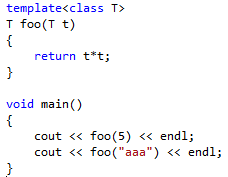 template<class T>
T foo(T t)
{
    return t*t;
}

void main()
{
    cout << foo(5) << endl;
    cout << foo("aaa") << endl;
}